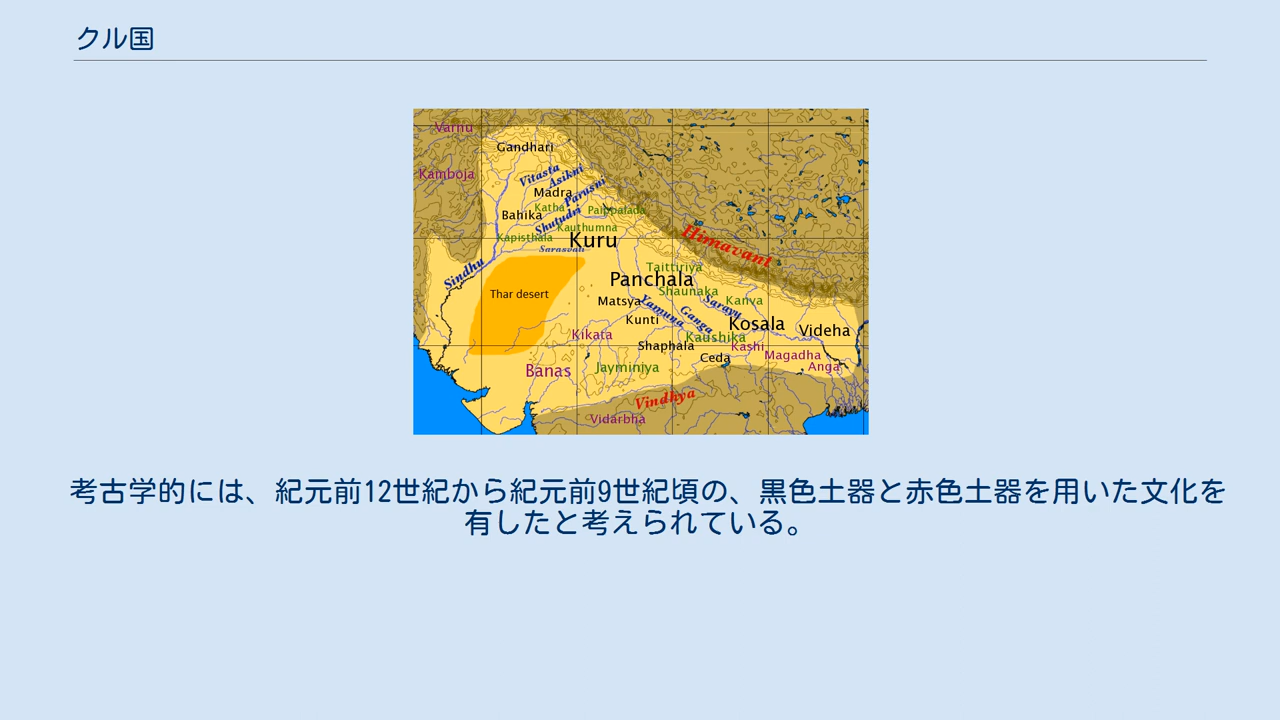 クル国
Varnu
Gandhari
Kamboja
Vitasta
Asikni
Madra
Parusni
Katha
Paippalada
Bahika
Shutudri
Kauthumna
Kapisthala
Kuru
Sarasvati
Himavant
Sindhu
Taittiriya
Panchala
Shaunaka
Thar desert
Matsya
Yamuna
Ganga
Sarayu
Kanva
Kunti
Kosala
Videha
Kikata
Kaushika
Shaphala
Kashi
Ceda
Magadha
Banas
Jayminiya
Anga
Vindhya
Vidarbha
考古学的には、紀元前12世紀から紀元前9世紀頃の、黒色土器と赤色土器を用いた文化を
有したと考えられている。